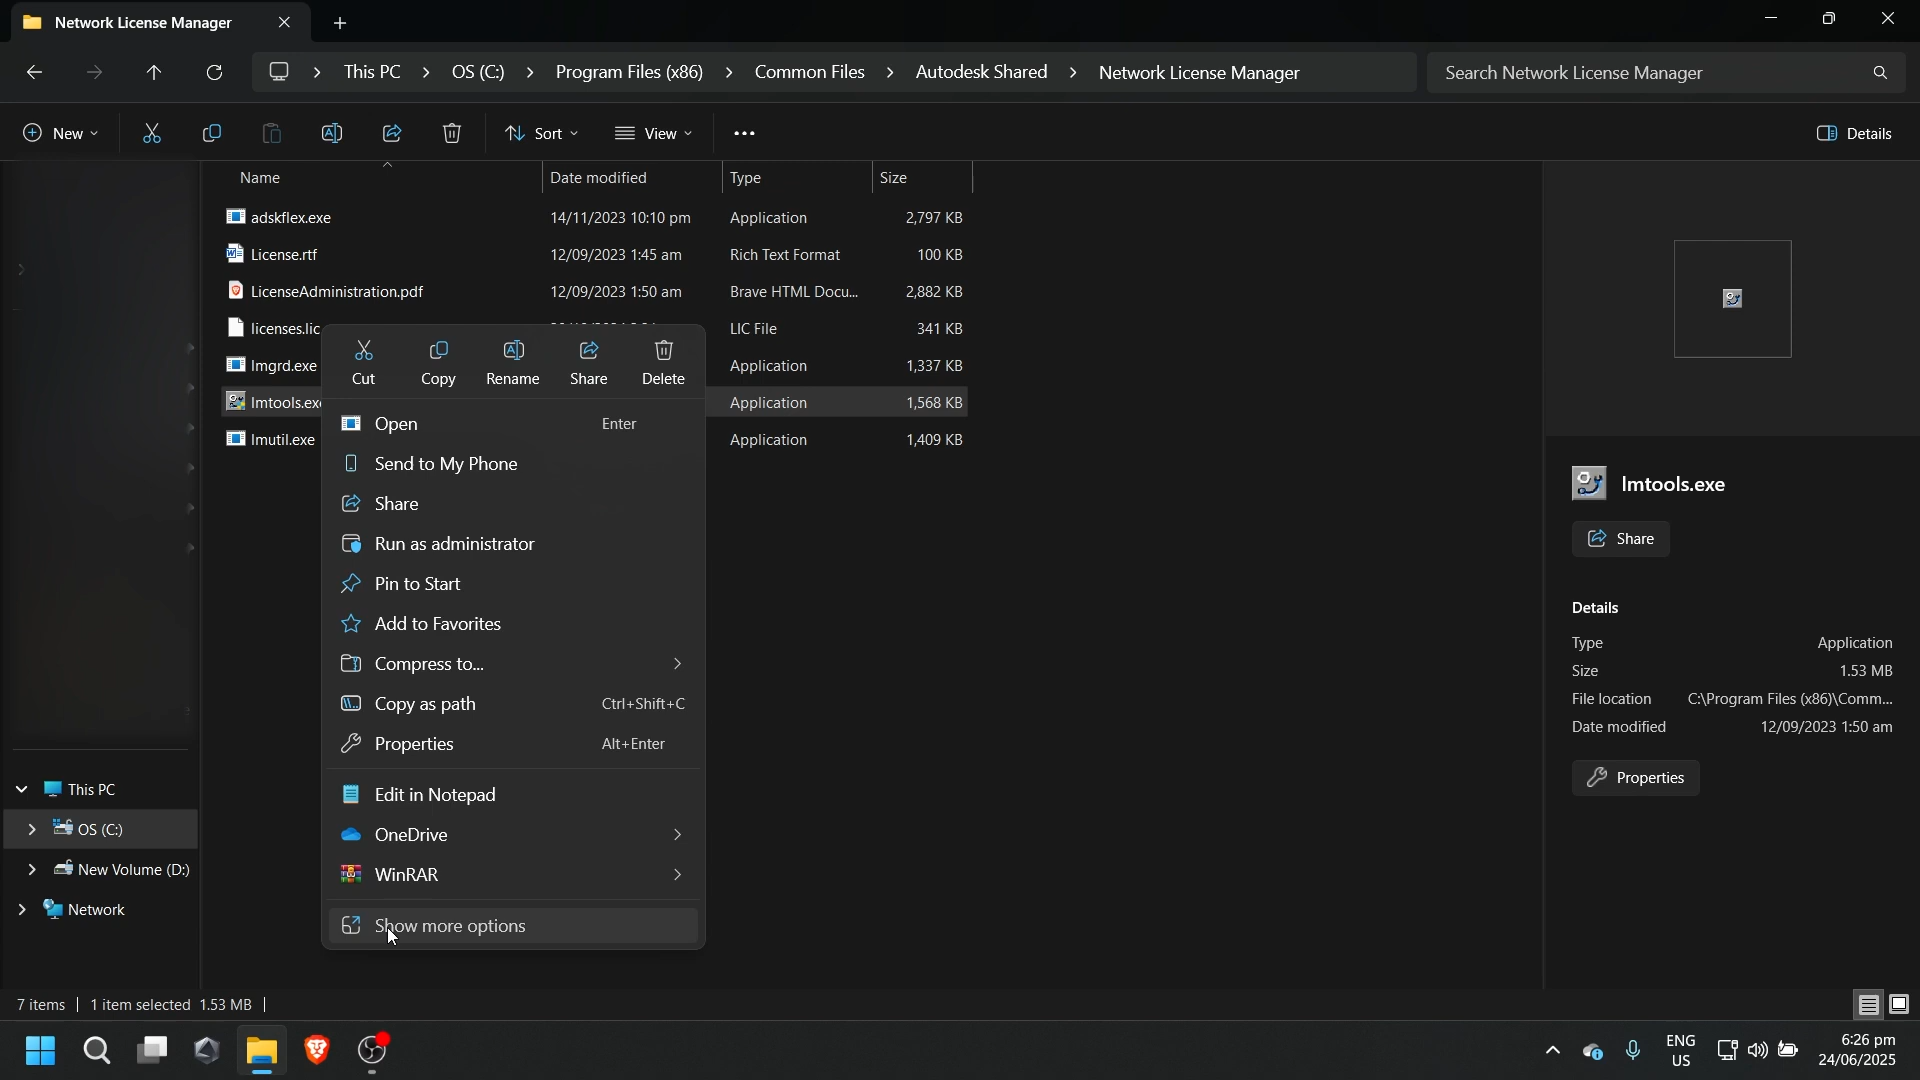 Network License Manager
This PC > OS (C:) > Program Files (x86) > Common Files > Autodesk Shared > Network License Manager
Search Network License Manager
New
Sort
View
Details
Name Date modified Type Size
adskflex.exe 14/11/2023 10:10 pm Application 2,797 KB
License.rtf 12/09/2023 1:45 am Rich Text Format 100 KB
LicenseAdministration.pdf 12/09/2023 1:50 am Brave HTML Docu... 2,882 KB
licenses.lic LIC File 341 KB
lmgrd.exe Application 1,337 KB
lmtools.exe Application 1,568 KB
lmutil.exe Application 1,409 KB
Cut Copy Rename Share Delete
Open Enter
Send to My Phone
Share
Run as administrator
Pin to Start
Add to Favorites
Compress to...
Copy as path Ctrl+Shift+C
Properties Alt+Enter
Edit in Notepad
OneDrive
WinRAR
Show more options
lmtools.exe
Share
Details
Type Application
Size 1.53 MB
File location C:\Program Files (x86)\Comm...
Date modified 12/09/2023 1:50 am
Properties
This PC
OS (C:)
New Volume (D:)
Network
7 items 1 item selected 1.53 MB
ENG
US
6:26 pm
24/06/2025